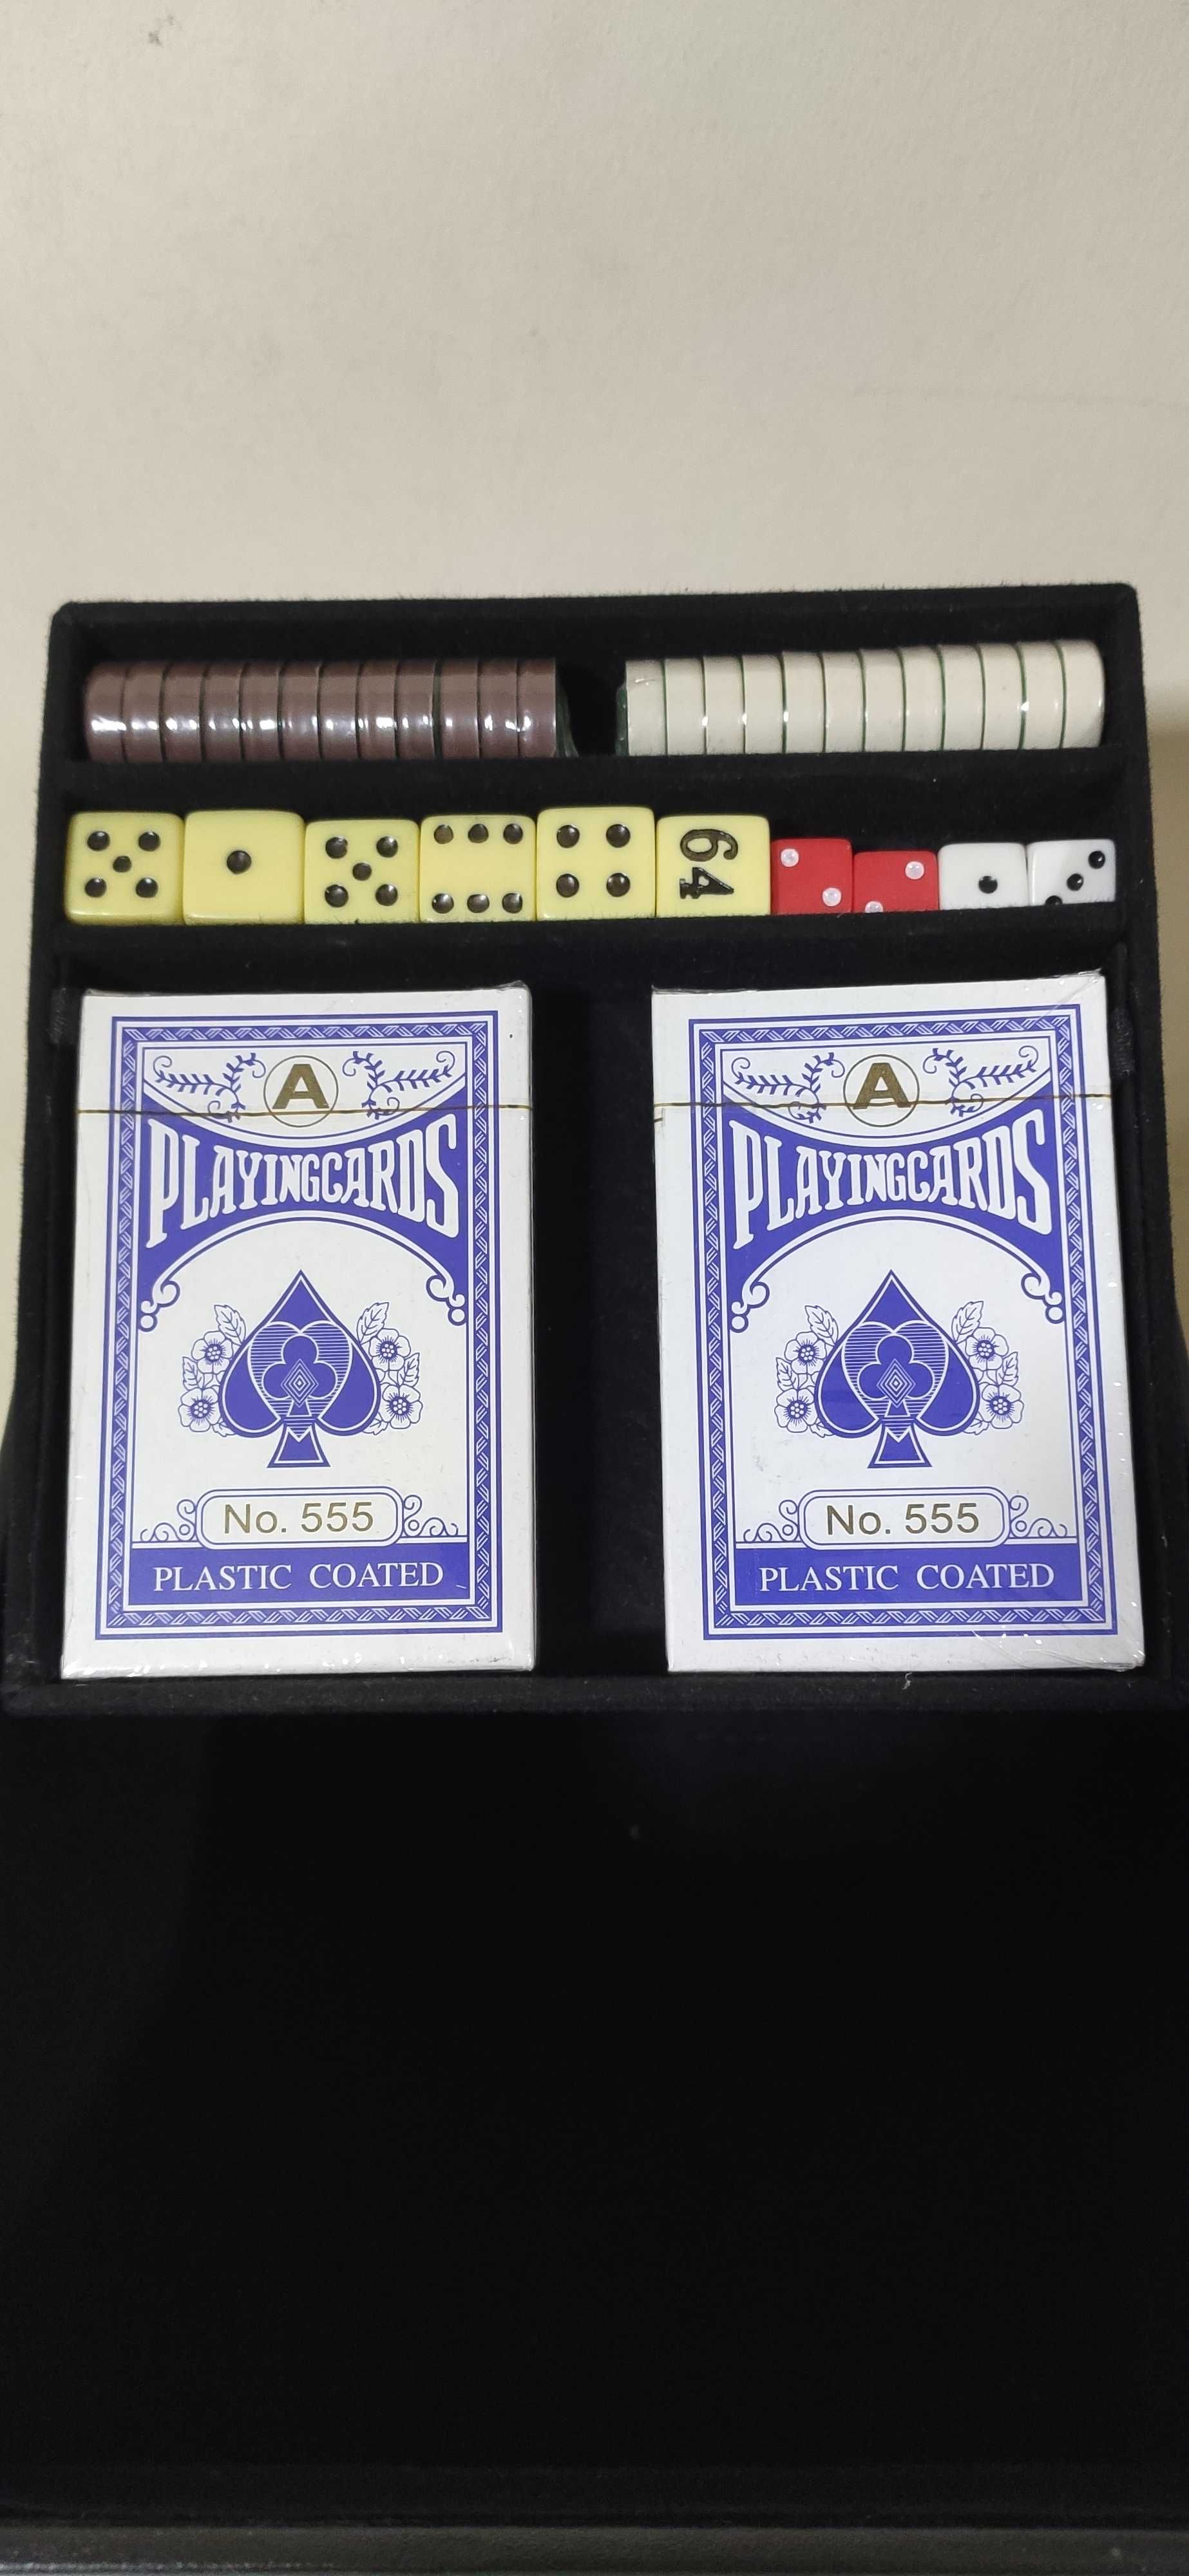 64
A
PLAYINGCARDS
No. 555
PLASTIC COATED
A
PLAYINGCARDS
No. 555
PLASTIC COATED